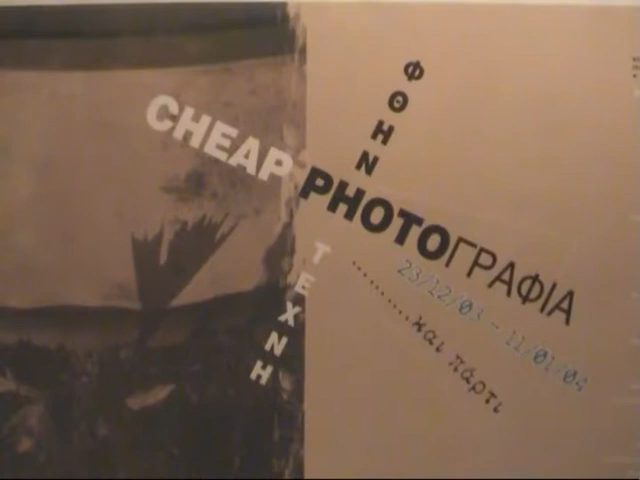 ΦΘΗΝ
CHEAP PHOTOΓΡΑΦΙΑ
ΤΕΧΝΗ
23/12/03 - 11/01/04
..........και πάρτι